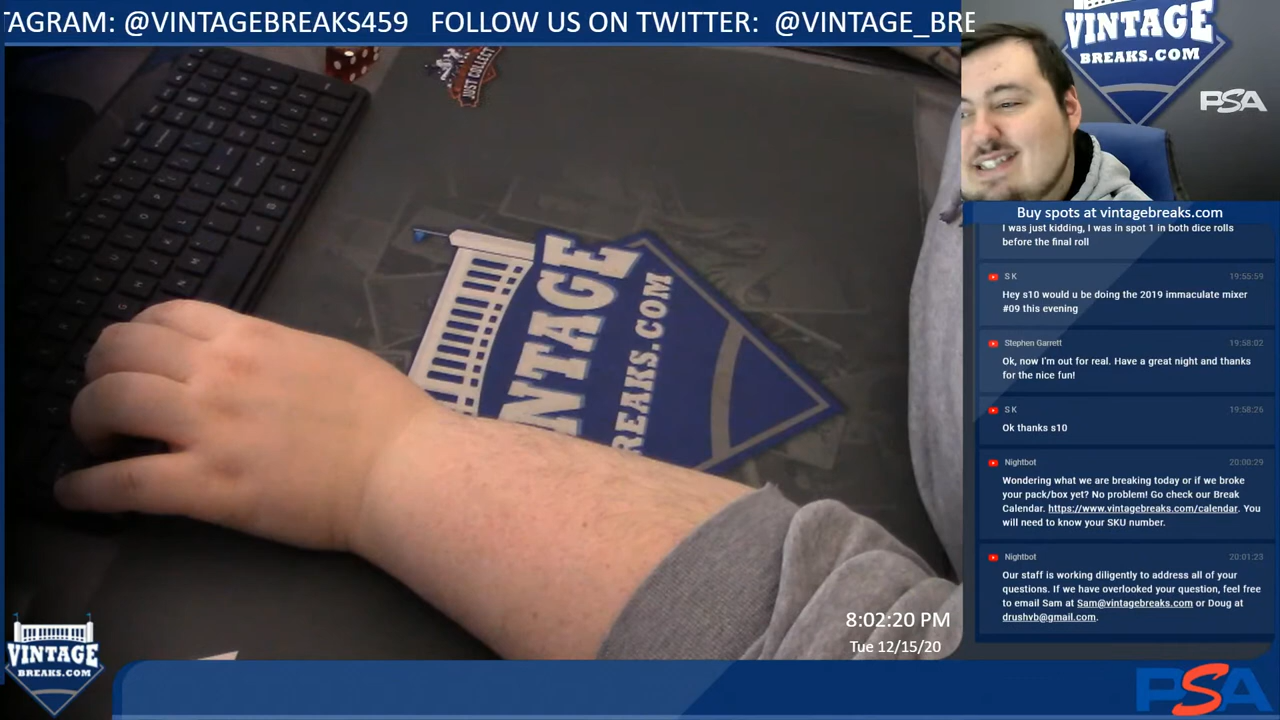 TAGRAM: @VINTAGEBREAKS459 FOLLOW US ON TWITTER: @VINTAGE_BRE
VINTAGE
BREAKS.COM
PSA
JUST COLLECT
NTAGE
REAKS.COM
Buy spots at vintagebreaks.com
I was just kidding, I was in spot 1 in both dice rolls
before the final roll
S K 19:55:59
Hey s10 would u be doing the 2019 immaculate mixer
#09 this evening
Stephen Garrett 19:58:02
Ok, now I'm out for real. Have a great night and thanks
for the nice fun!
S K 19:58:26
Ok thanks s10
Nightbot 20:00:29
Wondering what we are breaking today or if we broke
your pack/box yet? No problem! Go check our Break
Calendar. https://www.vintagebreaks.com/calendar. You
will need to know your SKU number.
Nightbot 20:01:23
Our staff is working diligently to address all of your
questions. If we have overlooked your question, feel free
to email Sam at Sam@vintagebreaks.com or Doug at
drushvb@gmail.com.
8:02:20 PM
Tue 12/15/20
VINTAGE
BREAKS.COM
PSA